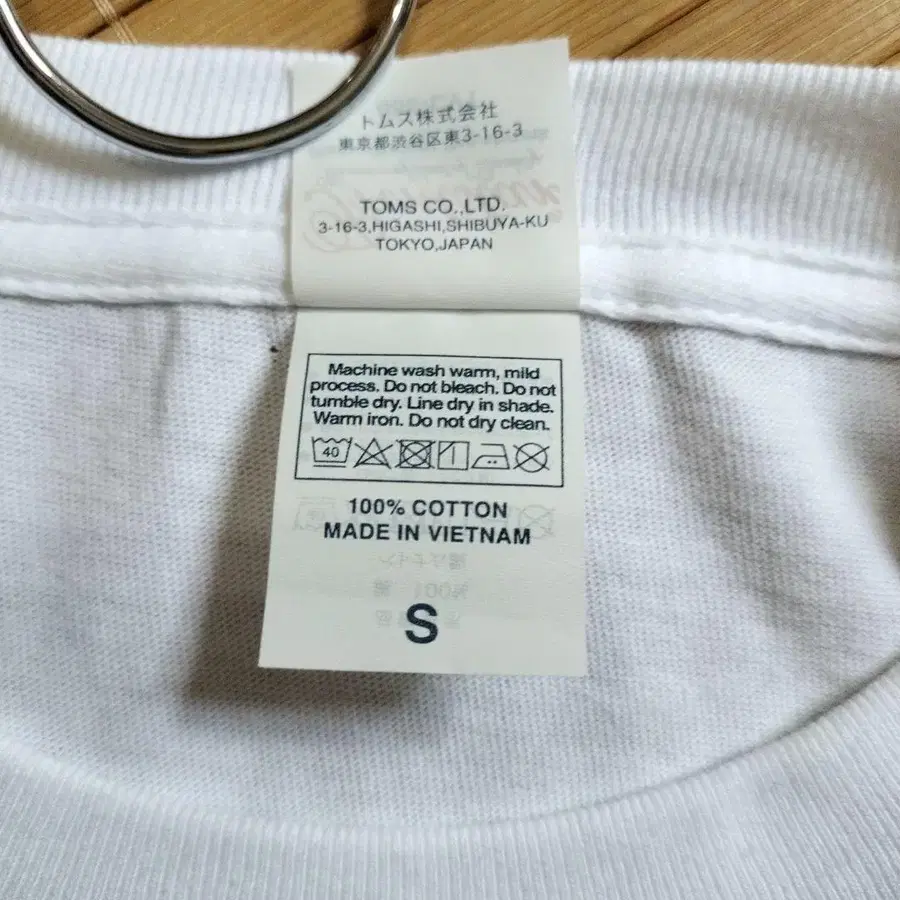 トムス株式会社
東京都渋谷区東3-16-3
TOMS CO.,LTD.
3-16-3,HIGASHI,SHIBUYA-KU
TOKYO,JAPAN
Machine wash warm, mild
process. Do not bleach. Do not
tumble dry. Line dry in shade.
Warm iron. Do not dry clean.
40
100% COTTON
MADE IN VIETNAM
S